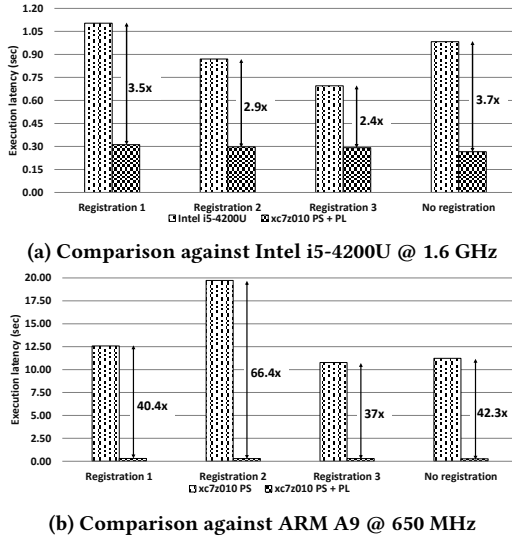 Execution latency (sec)
1.20
1.05
0.90
0.75
0.60
0.45
0.30
0.15
0.00
3.5x
2.9x
2.4x
3.7x
Registration 1 Registration 2 Registration 3 No registration
Intel i5-4200U xc7z010 PS + PL
(a) Comparison against Intel i5-4200U @ 1.6 GHz
Execution latency (sec)
20.00
17.50
15.00
12.50
10.00
7.50
5.00
2.50
0.00
40.4x
66.4x
37x
42.3x
Registration 1 Registration 2 Registration 3 No registration
xc7z010 PS xc7z010 PS + PL
(b) Comparison against ARM A9 @ 650 MHz